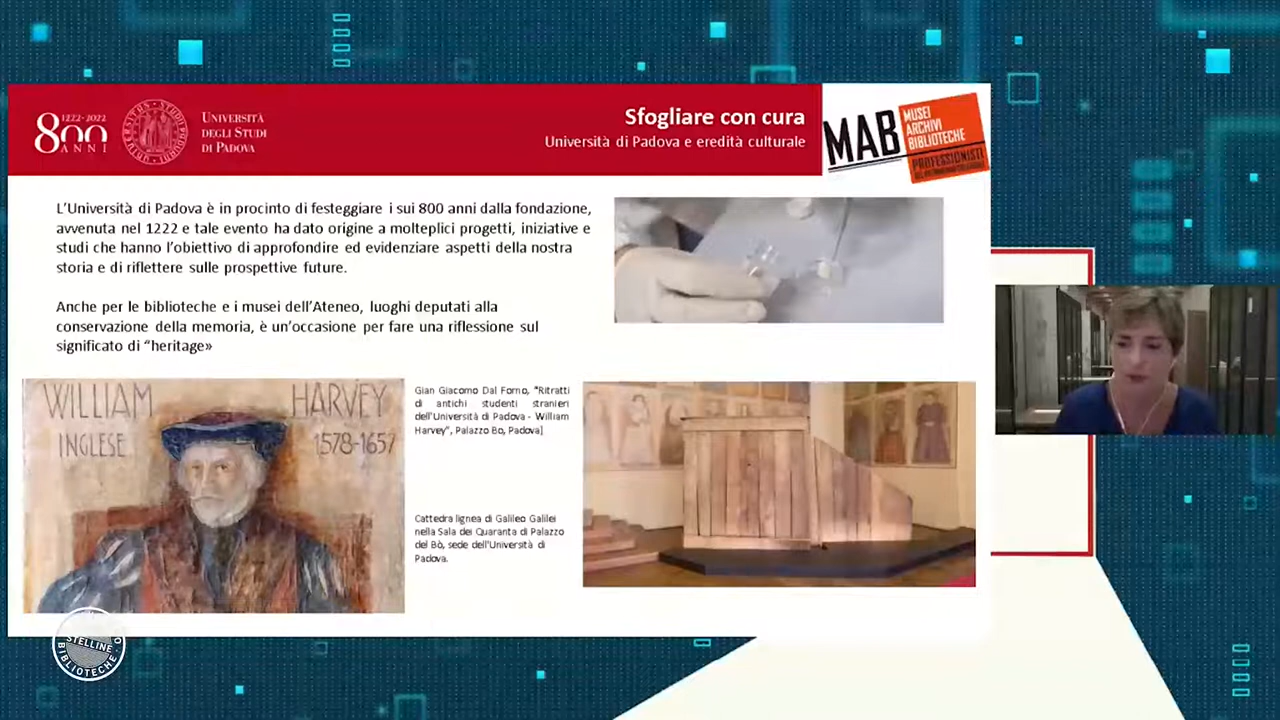 800
1222-2022
ANNI
UNIVERSITÀ
DEGLI STUDI
DI PADOVA
Sfogliare con cura
Università di Padova e eredità culturale
MAB
MUSEI
ARCHIVI
BIBLIOTECHE
PROFESSIONISTI
L’Università di Padova è in procinto di festeggiare i sui 800 anni dalla fondazione,
avvenuta nel 1222 e tale evento ha dato origine a molteplici progetti, iniziative e
studi che hanno l’obiettivo di approfondire ed evidenziare aspetti della nostra
storia e di riflettere sulle prospettive future.
Anche per le biblioteche e i musei dell’Ateneo, luoghi deputati alla
conservazione della memoria, è un’occasione per fare una riflessione sul
significato di “heritage»
WILLIAM HARVEY
INGLESE 1578-1657
Gian Giacomo Dal Forno, "Ritratti
di antichi studenti stranieri
dell'Università di Padova - William
Harvey", Palazzo Bo, Padova]
Cattedra lignea di Galileo Galilei
nella Sala dei Quaranta di Palazzo
del Bò, sede dell'Università di
Padova.
STELLINE
BIBLIOTECHE